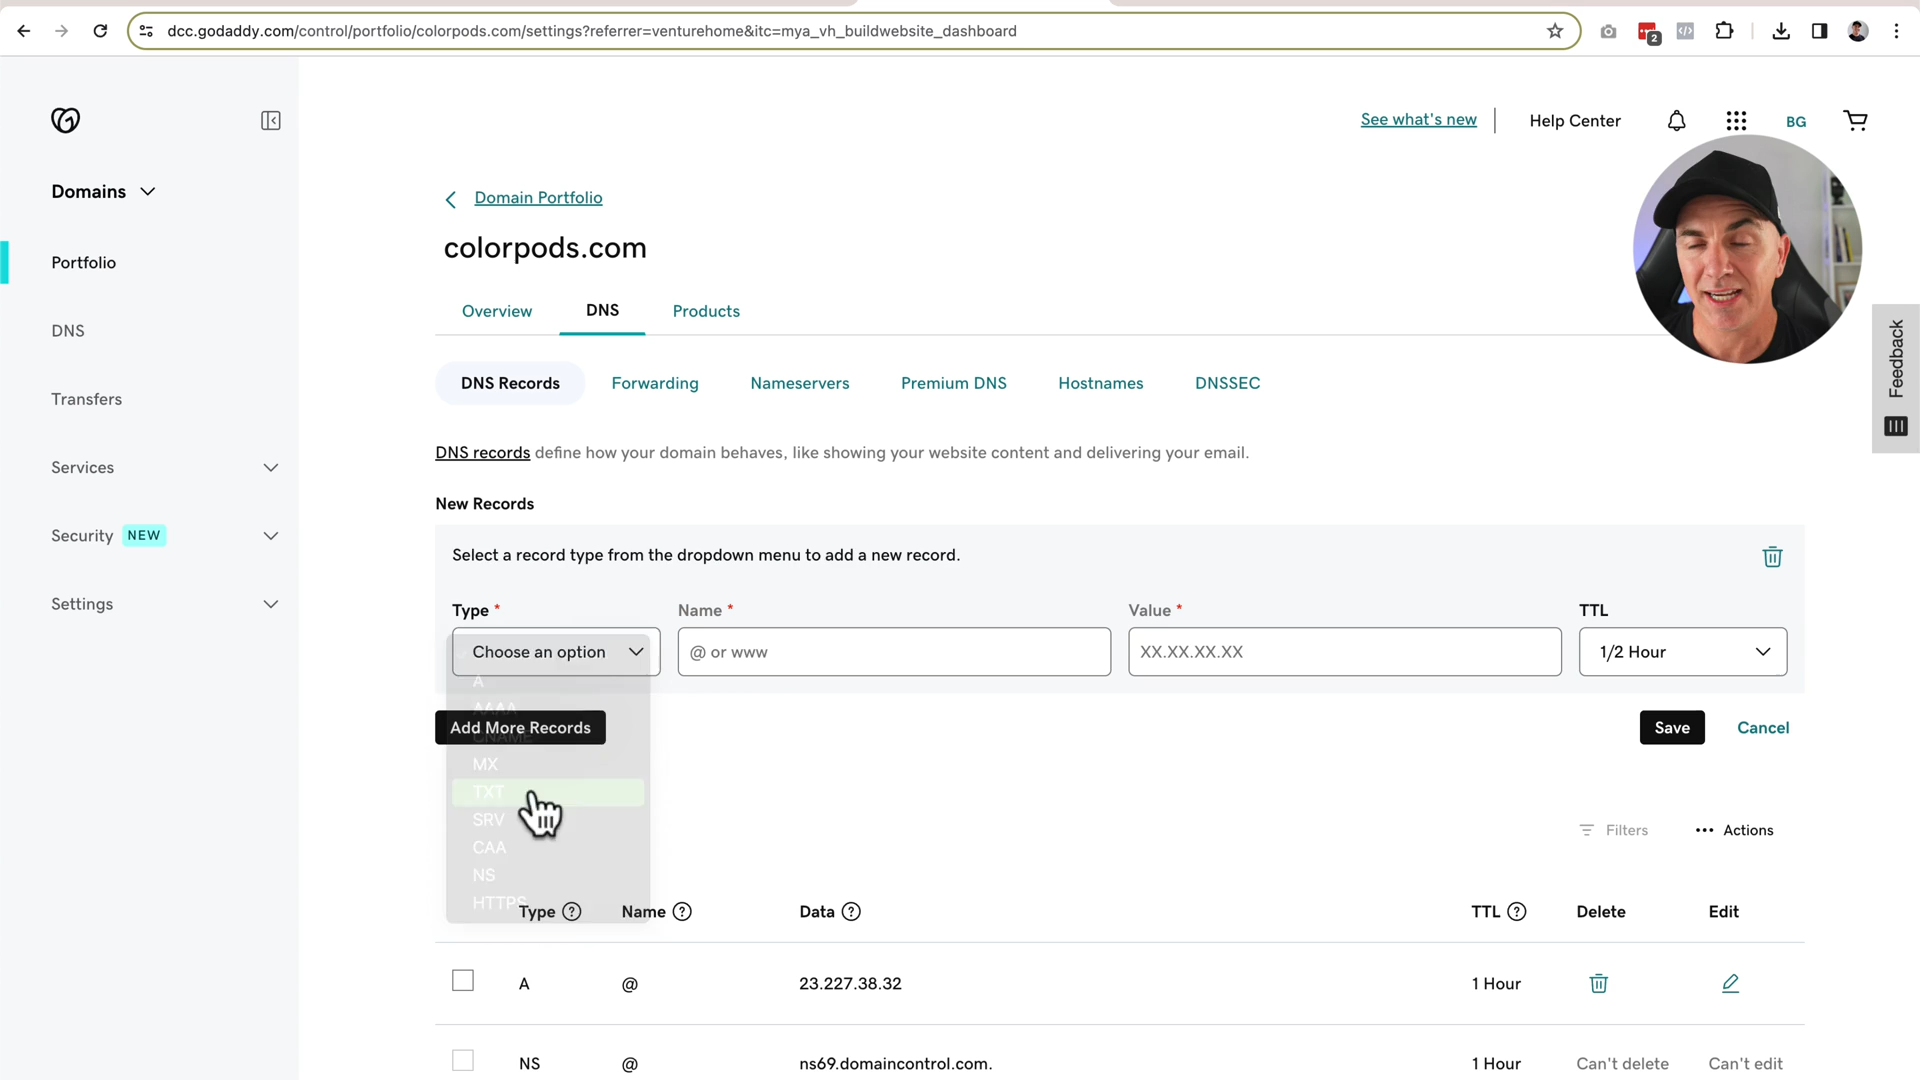 dcc.godaddy.com/control/portfolio/colorpods.com/settings?referrer=venturehome&itc=mya_vh_buildwebsite_dashboard
2
See what's new
Help Center
BG
Domains
Domain Portfolio
colorpods.com
Portfolio
Overview
DNS
Products
DNS
Feedback
DNS Records
Forwarding
Nameservers
Premium DNS
Hostnames
DNSSEC
Transfers
DNS records define how your domain behaves, like showing your website content and delivering your email.
Services
New Records
Security NEW
Select a record type from the dropdown menu to add a new record.
Settings
Type *
Name *
Value *
TTL
Choose an option
@ or www
XX.XX.XX.XX
1/2 Hour
A
AAAA
Add More Records
CNAME
Save
Cancel
MX
TXT
SRV
CAA
NS
HTTPS
Filters
Actions
Type ?
Name ?
Data ?
TTL ?
Delete
Edit
A
@
23.227.38.32
1 Hour
NS
@
ns69.domaincontrol.com.
1 Hour
Can't delete
Can't edit